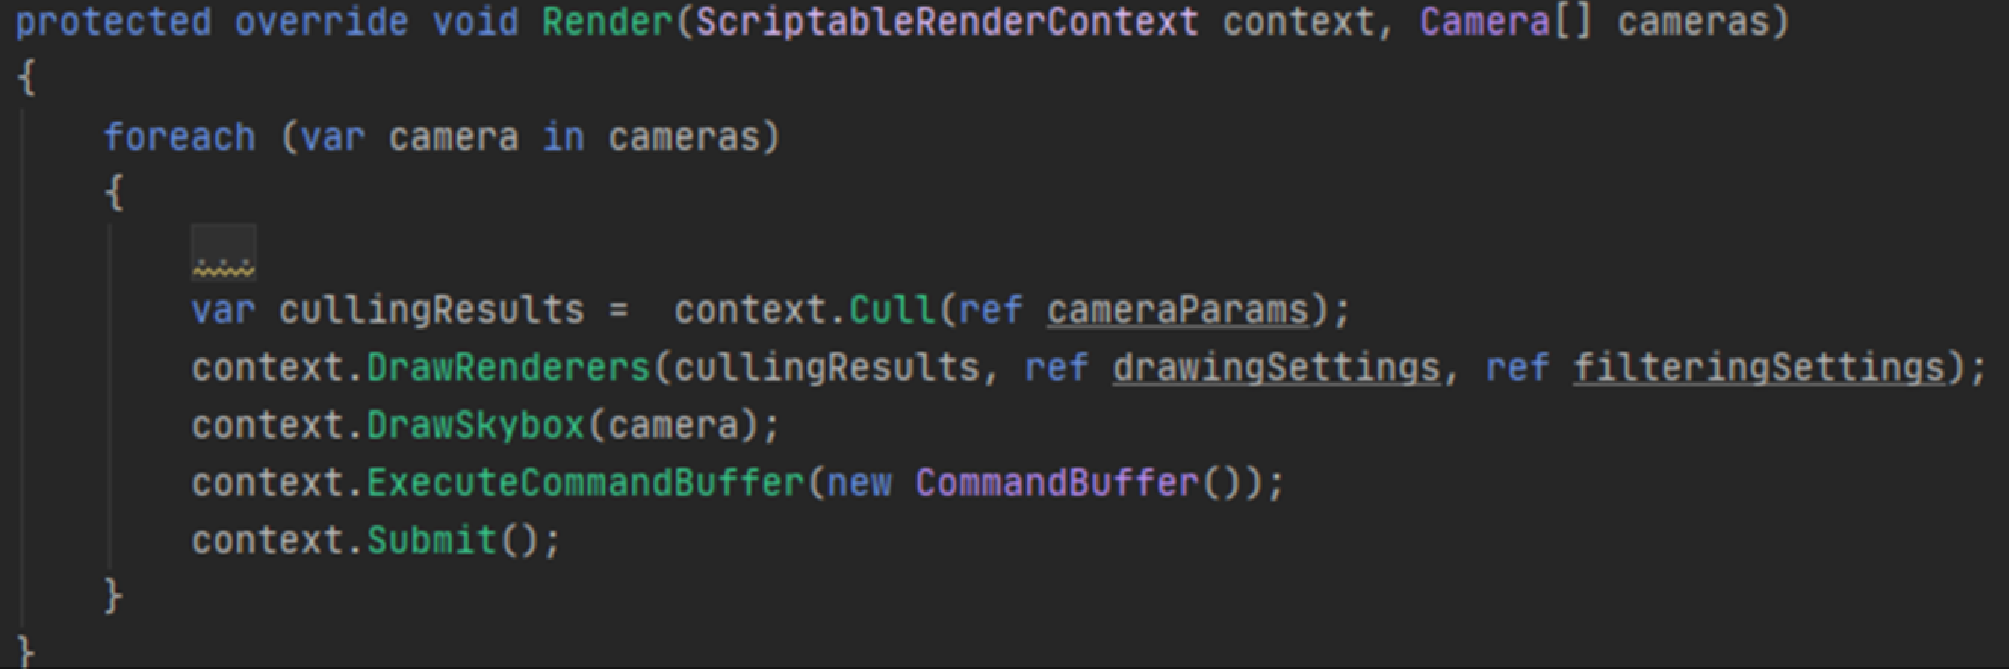 protected override void Render(ScriptableRenderContext context, Camera[] cameras)
{
foreach (var camera in cameras)
{
...
var cullingResults =  context.Cull(ref cameraParams);
context.DrawRenderers(cullingResults, ref drawingSettings, ref filteringSettings);
context.DrawSkybox(camera);
context.ExecuteCommandBuffer(new CommandBuffer());
context.Submit();
}
}